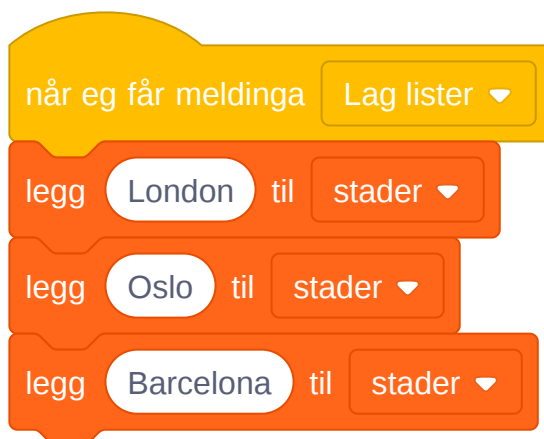 når eg får meldinga Lag lister
legg London til stader
legg Oslo til stader
legg Barcelona til stader